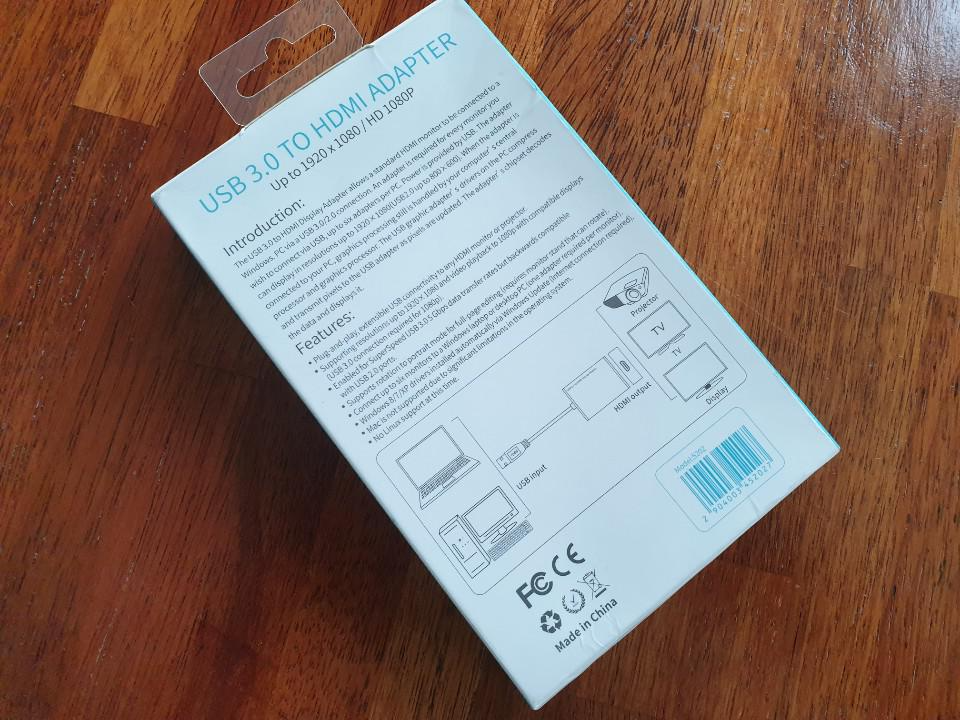 USB 3.0 TO HDMI ADAPTER
Up to 1920 x 1080 / HD 1080P
Introduction:
The USB 3.0 to HDMI Display Adapter allows a standard HDMI monitor to be connected to a
Windows. PC via a USB 3.0/2.0 connection. An adapter is required for every monitor you
wish to connect via USB, up to six adapters per PC. Power is provided by USB. The adapter
can display in resolutions up to 1920 × 1080(USB2.0 up to 800 x 600). When the adapter is
connected to your PC, graphics processing still is handled by your computer's central
processor and graphics processor. The USB graphic adapter's drivers on the PC compress
and transmit pixels to the USB adapter as pixels are updated. The adapter's chipset decodes
the data and displays it.
Features:
• Plug-and-play, extensible USB connectivity to any HDMI monitor or projector.
• Supporting resolutions up to 1920 x 1080 and video playback to 1080p with compatible displays
(USB 3.0 connection required for 1080p).
• Enabled for SuperSpeed USB 3.0 5 Gbps data transfer rates but backwards compatible
with USB 2.0 ports.
• Supports rotation to portrait mode for full-page editing (requires monitor stand that can rotate).
• Connect up to six monitors to a Windows laptop or desktop PC (one adapter required per monitor).
• Windows 8/7/XP drivers installed automatically via Windows Update (Internet connection required).
• Mac is not supported due to significant limitations in the operating system.
• No Linux support at this time.
Projector
TV
TV
Display
HDMI output
USB input
Model:5202
2 904003 452027
FC CE
Made in China